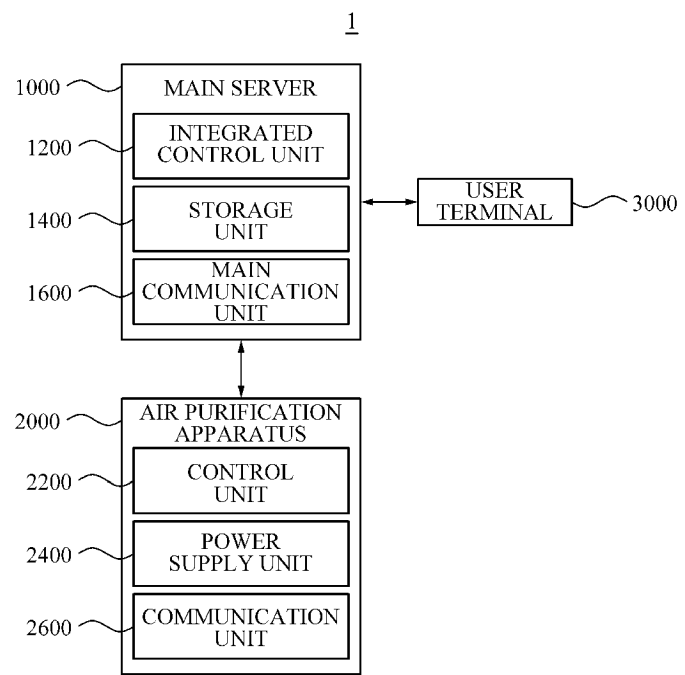 1
1000
MAIN SERVER
1200
INTEGRATED
CONTROL UNIT
1400
STORAGE
UNIT
1600
MAIN
COMMUNICATION
UNIT
USER
TERMINAL
3000
2000
AIR PURIFICATION
APPARATUS
2200
CONTROL
UNIT
2400
POWER
SUPPLY UNIT
2600
COMMUNICATION
UNIT